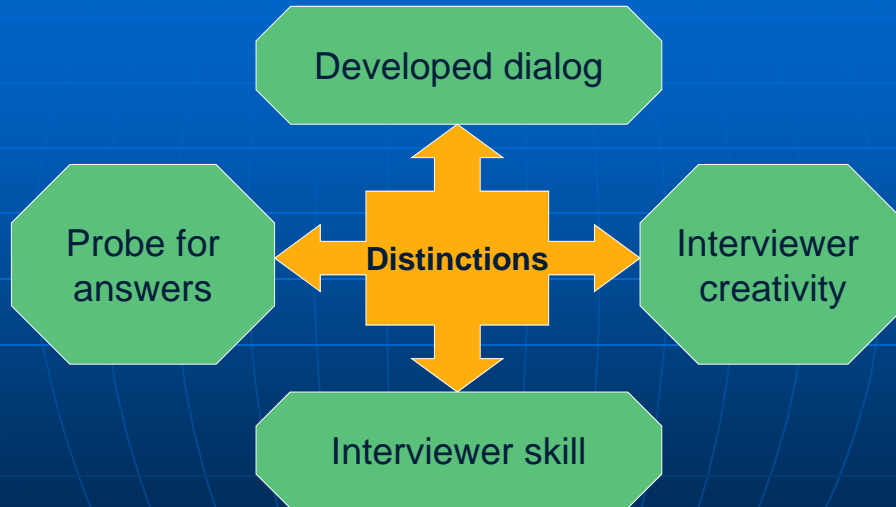 Developed dialog
Probe for
answers
Distinctions
Interviewer
creativity
Interviewer skill